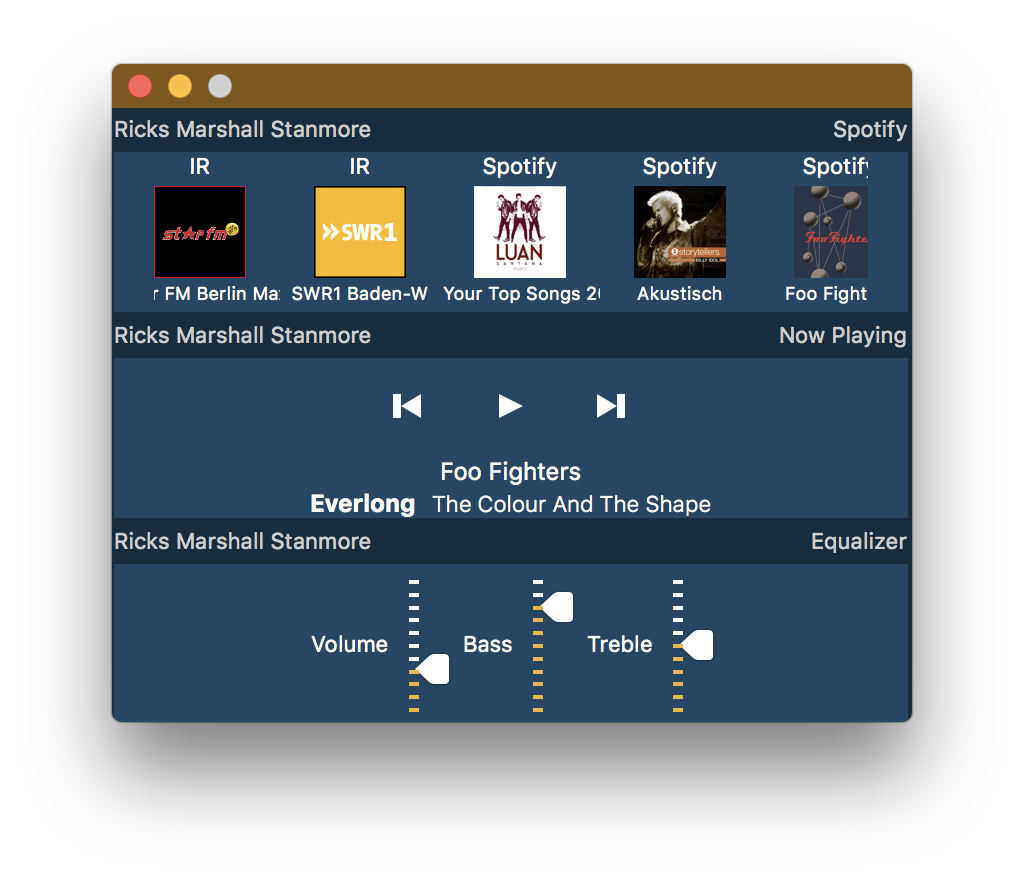 Ricks Marshall Stanmore Spotify
IR IR Spotify Spotify Spotify
star fm
»SWR1
LUAN
SANTANA
storytellers
BILLY IDOL
Foo Fighte
r FM Berlin Ma SWR1 Baden-W Your Top Songs 20 Akustisch Foo Fight
Ricks Marshall Stanmore Now Playing
Foo Fighters
Everlong The Colour And The Shape
Ricks Marshall Stanmore Equalizer
Volume Bass Treble